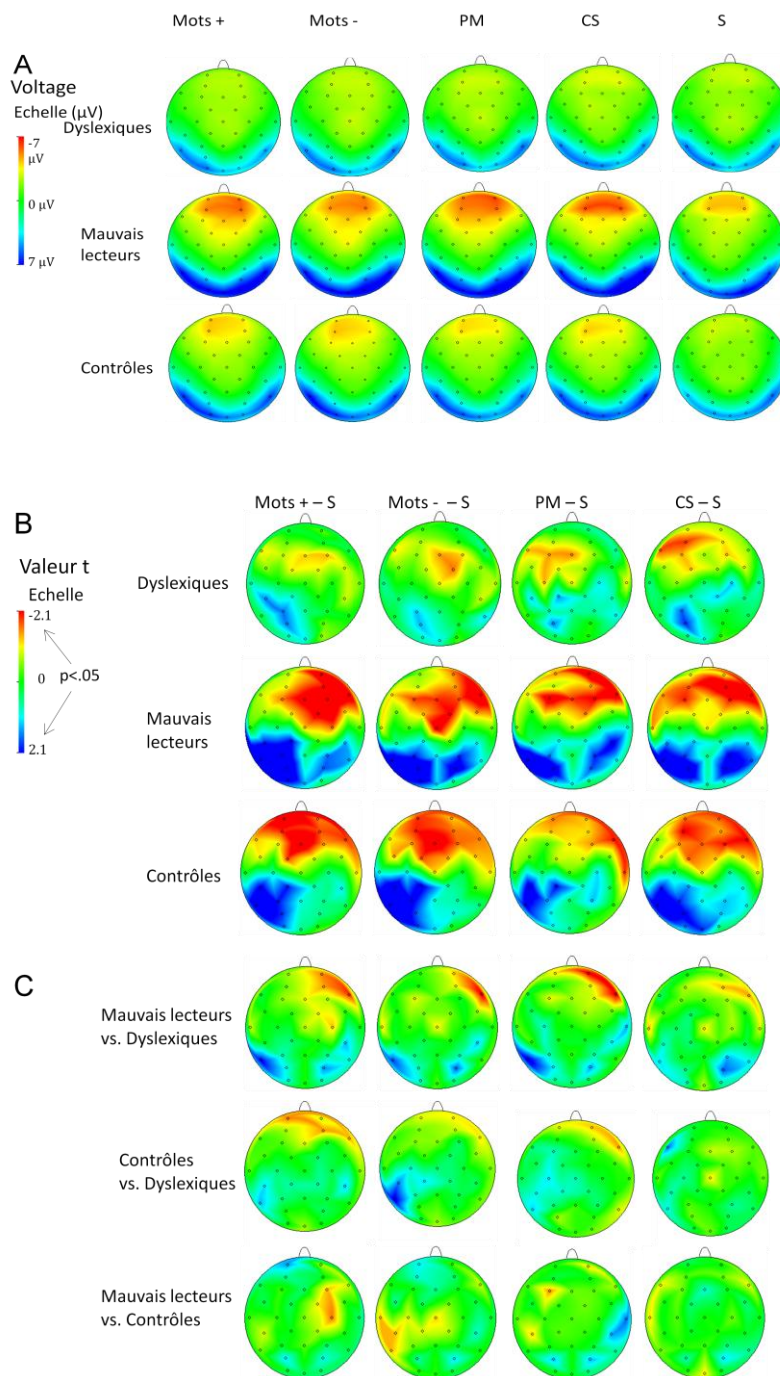 Mots + Mots - PM CS S
A
Voltage
Echelle (µV)
-7
µV
0 µV
7 µV
Dyslexiques
Mauvais
lecteurs
Contrôles
Mots + – S Mots - – S PM – S CS – S
B
Valeur t
Echelle
-2.1
0
p<.05
2.1
Dyslexiques
Mauvais
lecteurs
Contrôles
C
Mauvais lecteurs
vs. Dyslexiques
Contrôles
vs. Dyslexiques
Mauvais lecteurs
vs. Contrôles